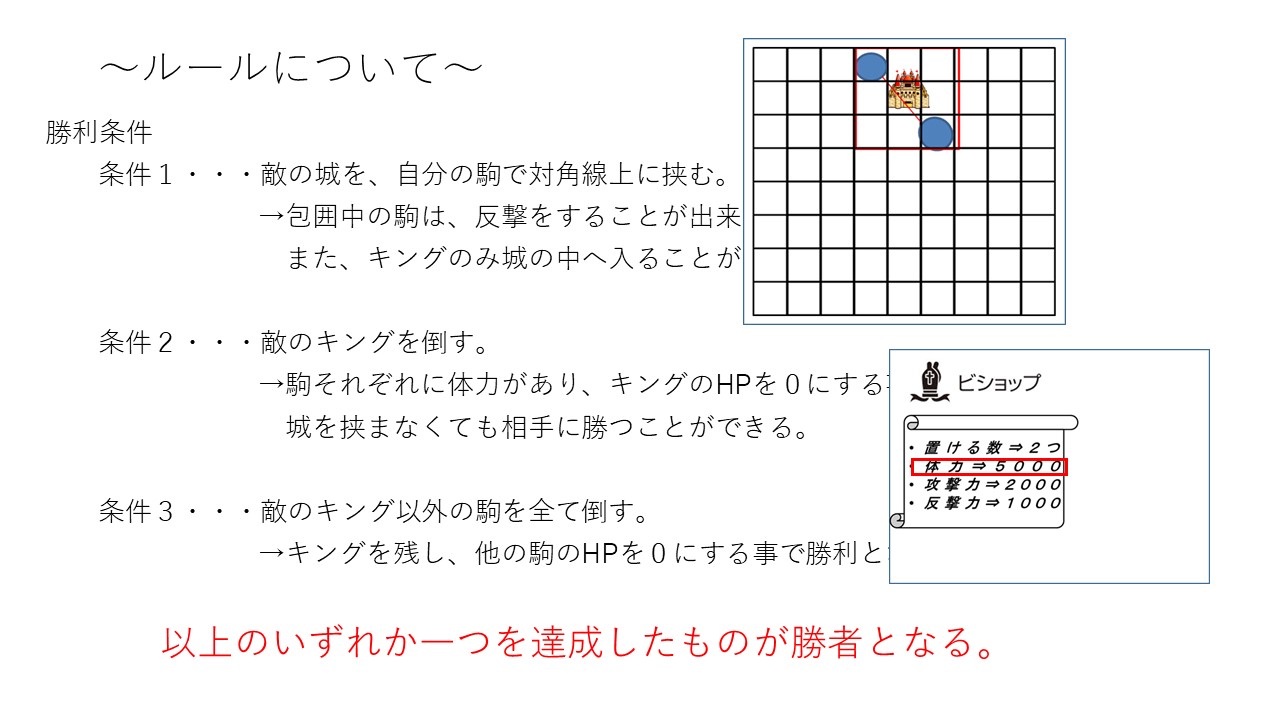 ～ルールについて～
勝利条件
条件１・・・敵の城を、自分の駒で対角線上に挟む。
→包囲中の駒は、反撃をすることが出来
また、キングのみ城の中へ入ることが
条件２・・・敵のキングを倒す。
→駒それぞれに体力があり、キングのHPを０にする
城を挟まなくても相手に勝つことができる。
条件３・・・敵のキング以外の駒を全て倒す。
→キングを残し、他の駒のHPを０にする事で勝利と
以上のいずれか一つを達成したものが勝者となる。
ビショップ
・置ける数⇒２つ
・体力⇒５０００
・攻撃力⇒２０００
・反撃力⇒１０００